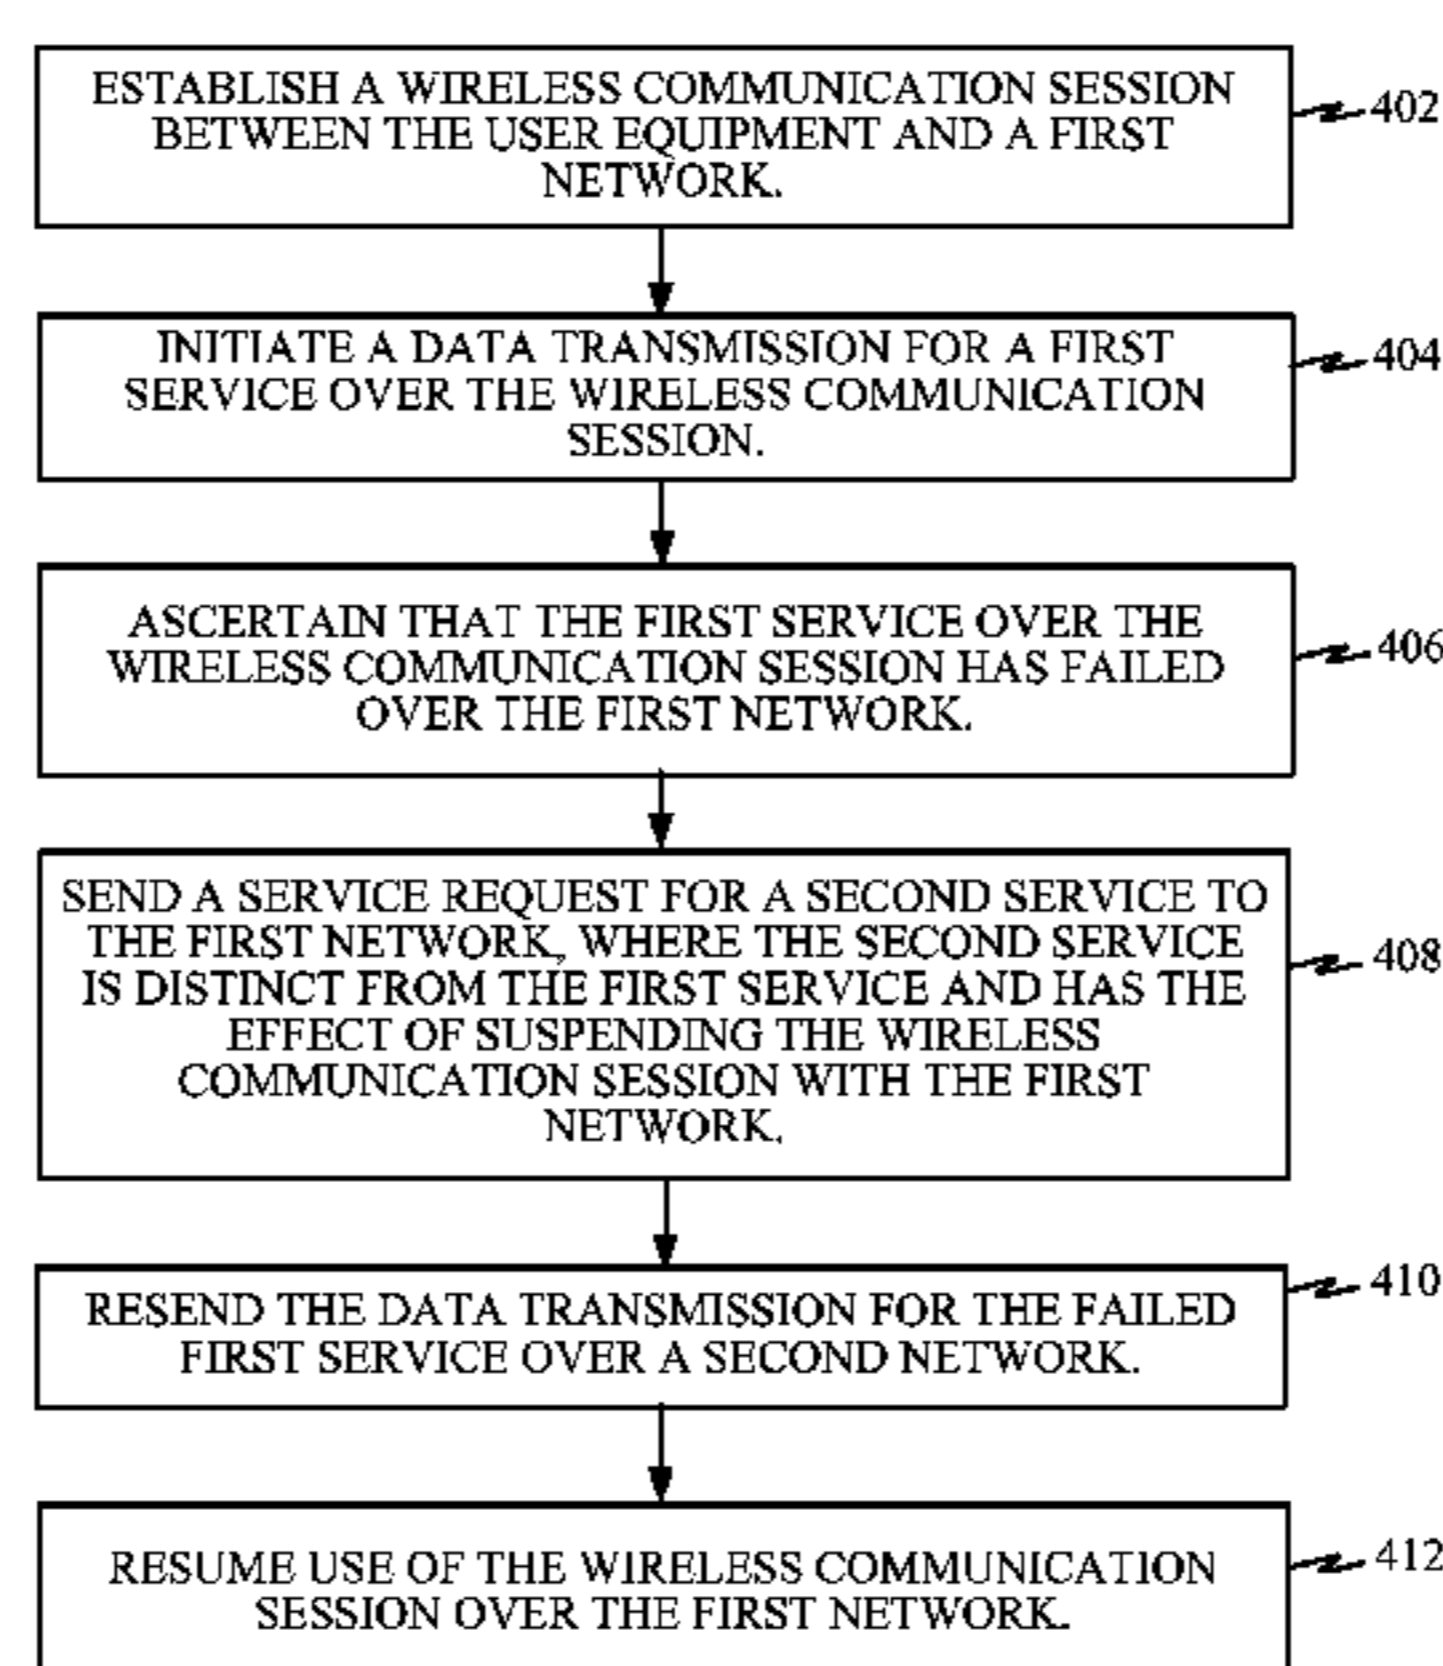 ESTABLISH A WIRELESS COMMUNICATION SESSION
BETWEEN THE USER EQUIPMENT AND A FIRST
NETWORK.
402
INITIATE A DATA TRANSMISSION FOR A FIRST
SERVICE OVER THE WIRELESS COMMUNICATION
SESSION.
404
ASCERTAIN THAT THE FIRST SERVICE OVER THE
WIRELESS COMMUNICATION SESSION HAS FAILED
OVER THE FIRST NETWORK.
406
SEND A SERVICE REQUEST FOR A SECOND SERVICE TO
THE FIRST NETWORK, WHERE THE SECOND SERVICE
IS DISTINCT FROM THE FIRST SERVICE AND HAS THE
EFFECT OF SUSPENDING THE WIRELESS
COMMUNICATION SESSION WITH THE FIRST
NETWORK.
408
RESEND THE DATA TRANSMISSION FOR THE FAILED
FIRST SERVICE OVER A SECOND NETWORK.
410
RESUME USE OF THE WIRELESS COMMUNICATION
SESSION OVER THE FIRST NETWORK.
412